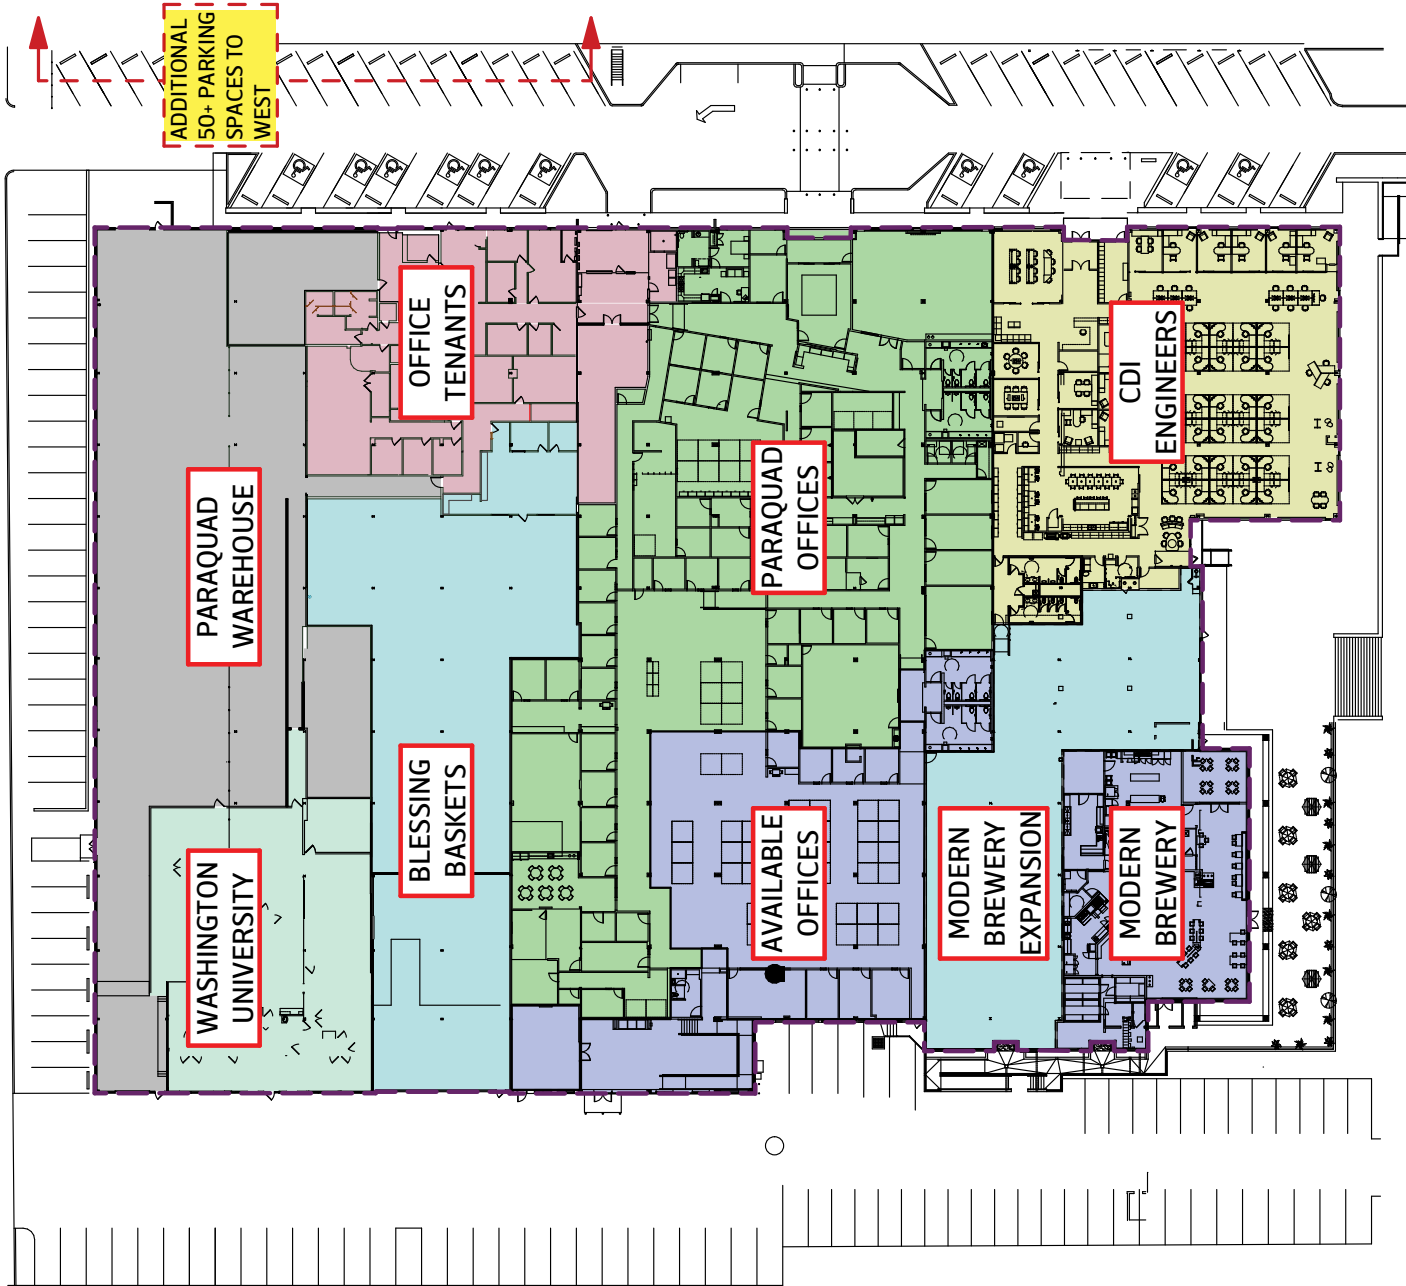 ADDITIONAL
50+ PARKING
SPACES TO
WEST
OFFICE
TENANTS
CDI
ENGINEERS
PARAQUAD
WAREHOUSE
PARAQUAD
OFFICES
BLESSING
BASKETS
WASHINGTON
UNIVERSITY
AVAILABLE
OFFICES
MODERN
BREWERY
EXPANSION
MODERN
BREWERY